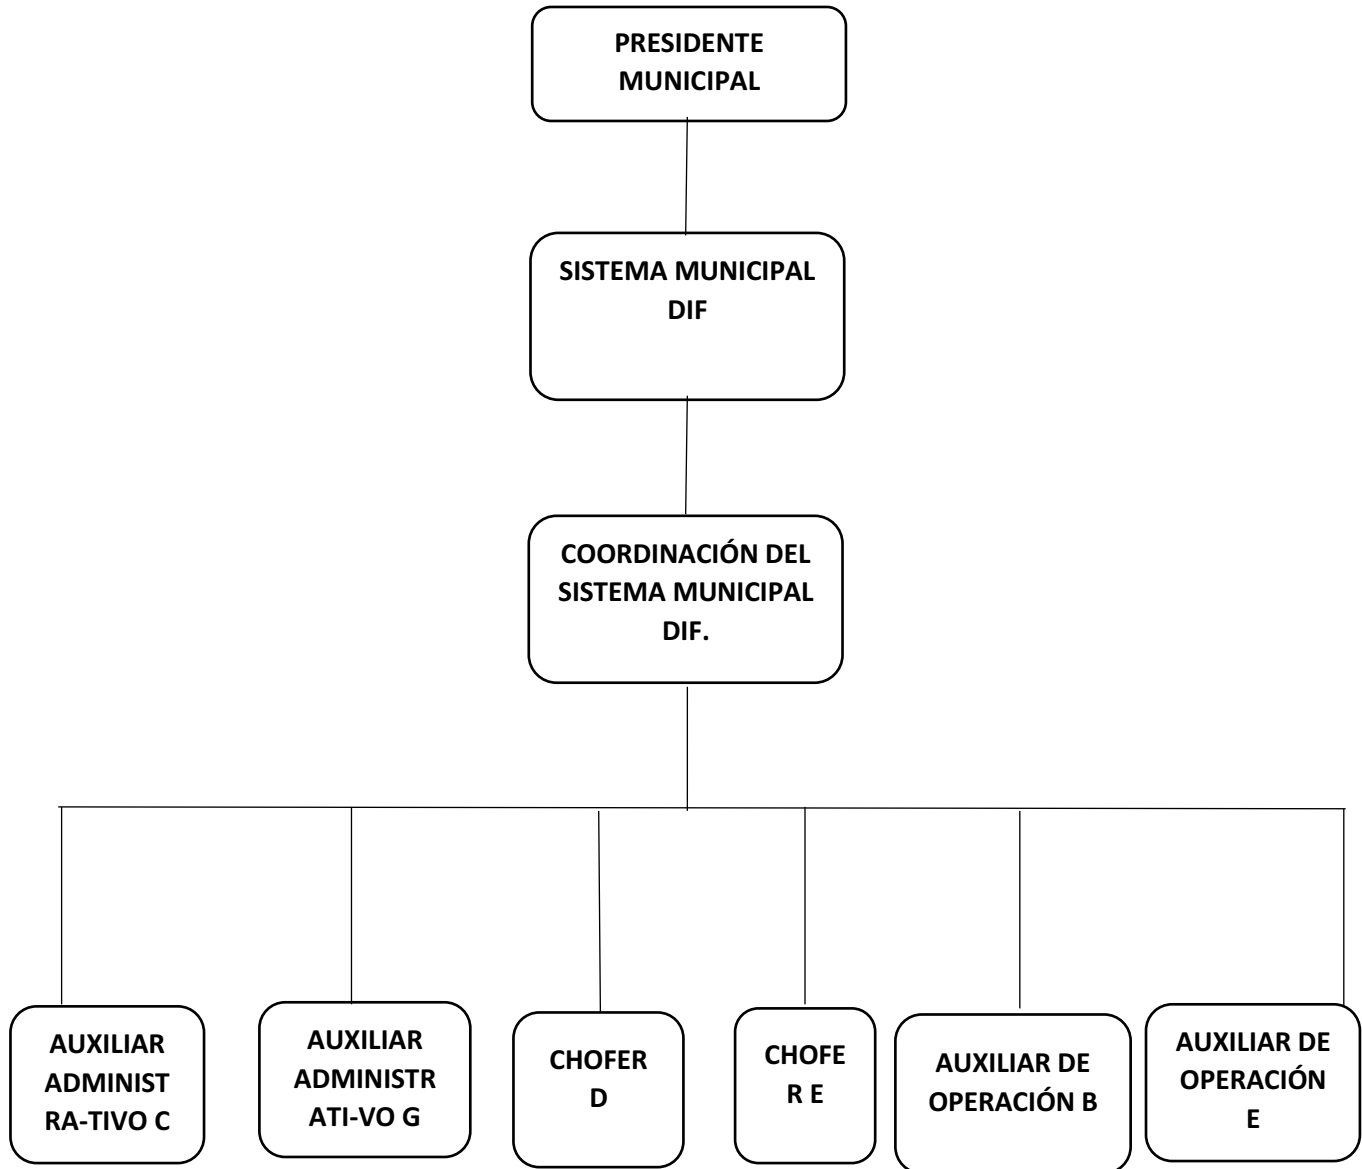 PRESIDENTE
MUNICIPAL
SISTEMA MUNICIPAL
DIF
COORDINACIÓN DEL
SISTEMA MUNICIPAL
DIF.
AUXILIAR
ADMINIST
RA-TIVO C
AUXILIAR
ADMINISTR
ATI-VO G
CHOFER
D
CHOFE
R E
AUXILIAR DE
OPERACIÓN B
AUXILIAR DE
OPERACIÓN
E